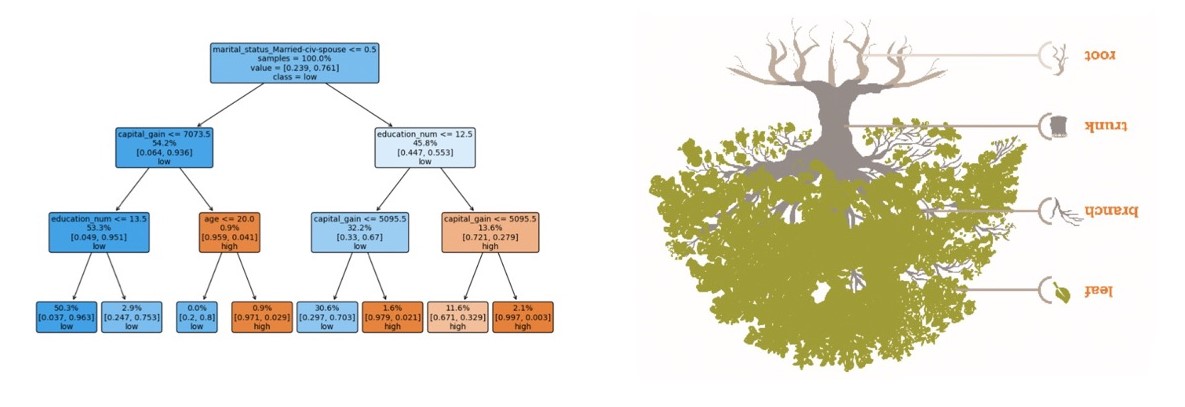 marital_status_Married-civ-spouse <= 0.5
samples = 100.0%
value = [0.239, 0.761]
class = low
capital_gain <= 7073.5
54.2%
[0.064, 0.936]
low
education_num <= 12.5
45.8%
[0.447, 0.553]
low
education_num <= 13.5
53.3%
[0.049, 0.951]
low
age <= 20.0
0.9%
[0.959, 0.041]
high
capital_gain <= 5095.5
32.2%
[0.33, 0.67]
low
capital_gain <= 5095.5
13.6%
[0.721, 0.279]
high
50.3%
[0.037, 0.963]
low
2.9%
[0.247, 0.753]
low
0.0%
[0.2, 0.8]
low
0.9%
[0.971, 0.029]
high
30.6%
[0.297, 0.703]
low
1.6%
[0.979, 0.021]
high
11.6%
[0.671, 0.329]
high
2.1%
[0.997, 0.003]
high
root
trunk
branch
leaf